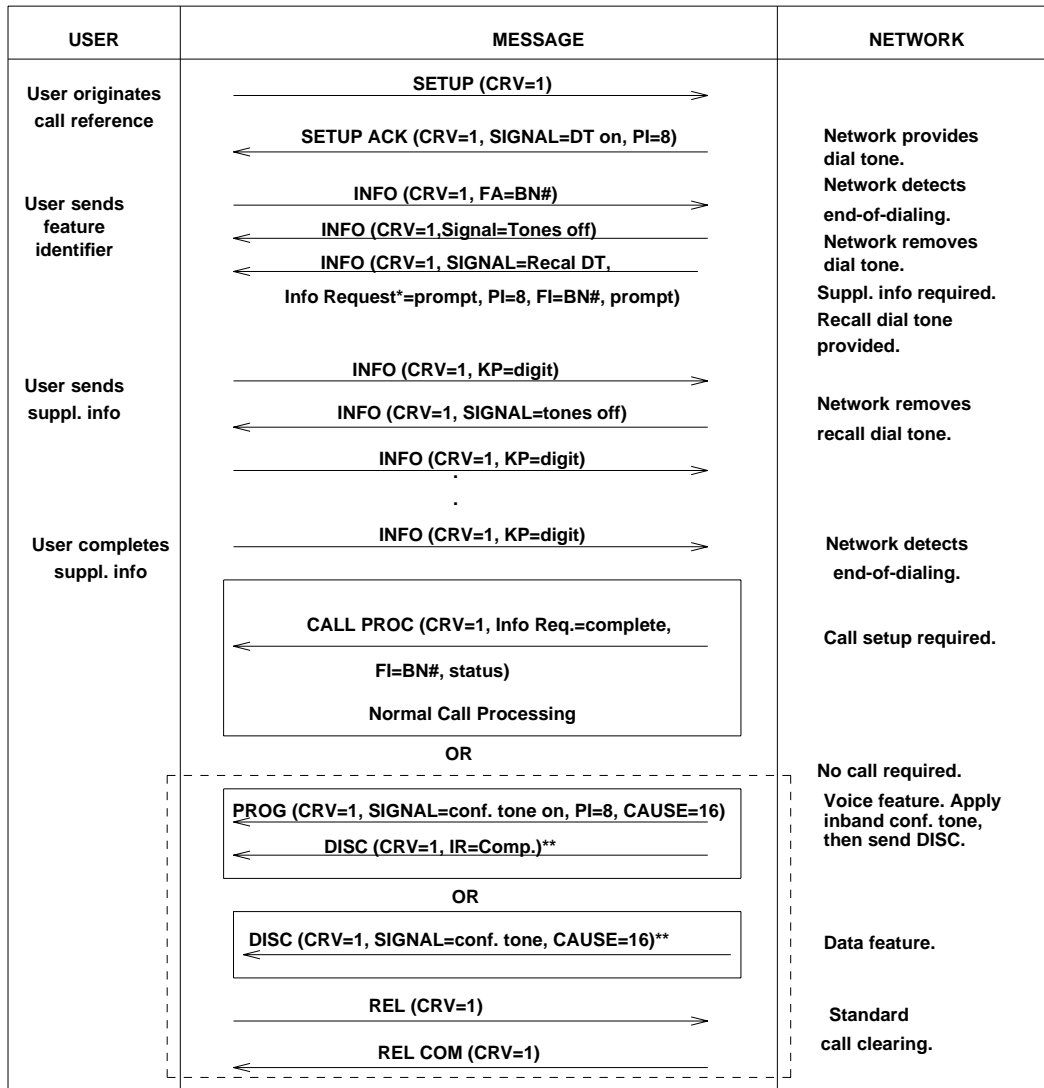 USER MESSAGE NETWORK
User originates
call reference
SETUP (CRV=1)
SETUP ACK (CRV=1, SIGNAL=DT on, PI=8)
Network provides
dial tone.
User sends
feature
identifier
INFO (CRV=1, FA=BN#)
Network detects
end-of-dialing.
INFO (CRV=1,Signal=Tones off)
Network removes
dial tone.
INFO (CRV=1, SIGNAL=Recal DT,
Info Request*=prompt, PI=8, FI=BN#, prompt)
Suppl. info required.
Recall dial tone
provided.
User sends
suppl. info
INFO (CRV=1, KP=digit)
INFO (CRV=1, SIGNAL=tones off)
Network removes
recall dial tone.
INFO (CRV=1, KP=digit)
.
.
User completes
suppl. info
INFO (CRV=1, KP=digit)
Network detects
end-of-dialing.
CALL PROC (CRV=1, Info Req.=complete,
FI=BN#, status)
Call setup required.
Normal Call Processing
OR
No call required.
PROG (CRV=1, SIGNAL=conf. tone on, PI=8, CAUSE=16)
DISC (CRV=1, IR=Comp.)**
Voice feature. Apply
inband conf. tone,
then send DISC.
OR
DISC (CRV=1, SIGNAL=conf. tone, CAUSE=16)**
Data feature.
REL (CRV=1)
REL COM (CRV=1)
Standard
call clearing.